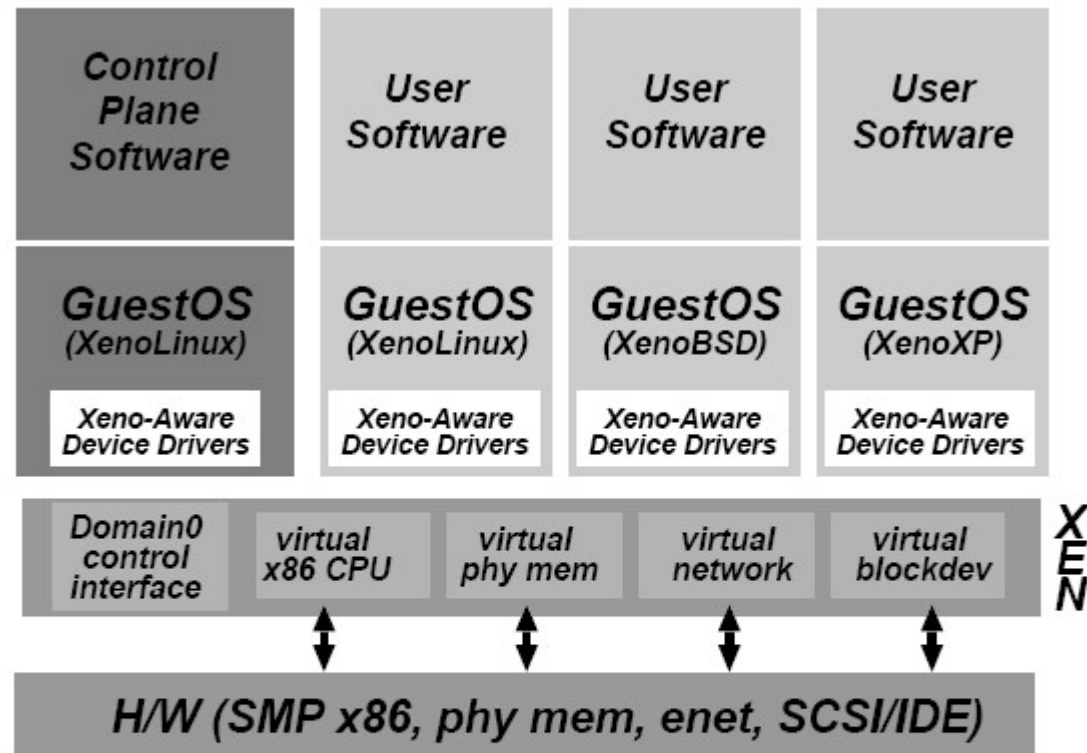 Control
Plane
Software
User
Software
User
Software
User
Software
GuestOS
(XenoLinux)
Xeno-Aware
Device Drivers
GuestOS
(XenoLinux)
Xeno-Aware
Device Drivers
GuestOS
(XenoBSD)
Xeno-Aware
Device Drivers
GuestOS
(XenoXP)
Xeno-Aware
Device Drivers
Domain0
control
interface
virtual
x86 CPU
virtual
phy mem
virtual
network
virtual
blockdev
XEN
H/W (SMP x86, phy mem, enet, SCSI/IDE)